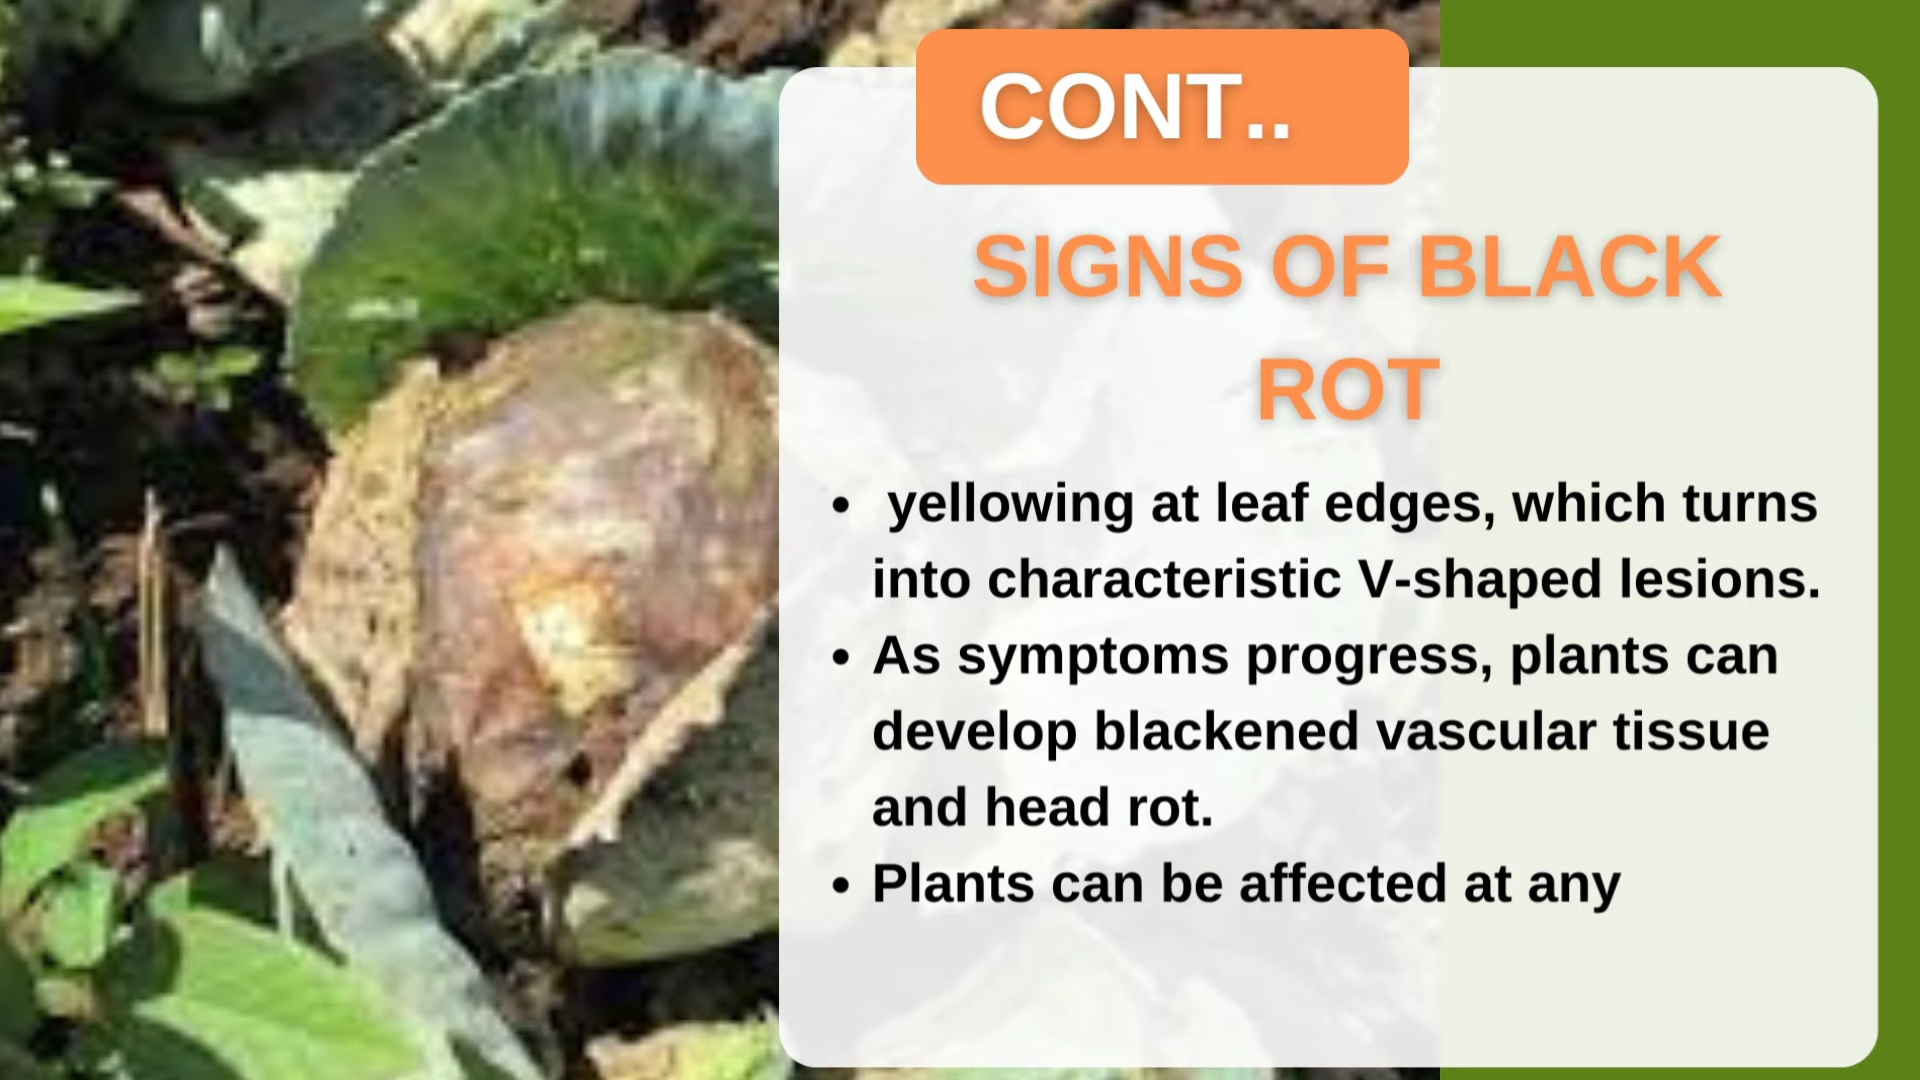 CONT..
SIGNS OF BLACK
ROT
• yellowing at leaf edges, which turns
into characteristic V-shaped lesions.
• As symptoms progress, plants can
develop blackened vascular tissue
and head rot.
• Plants can be affected at any